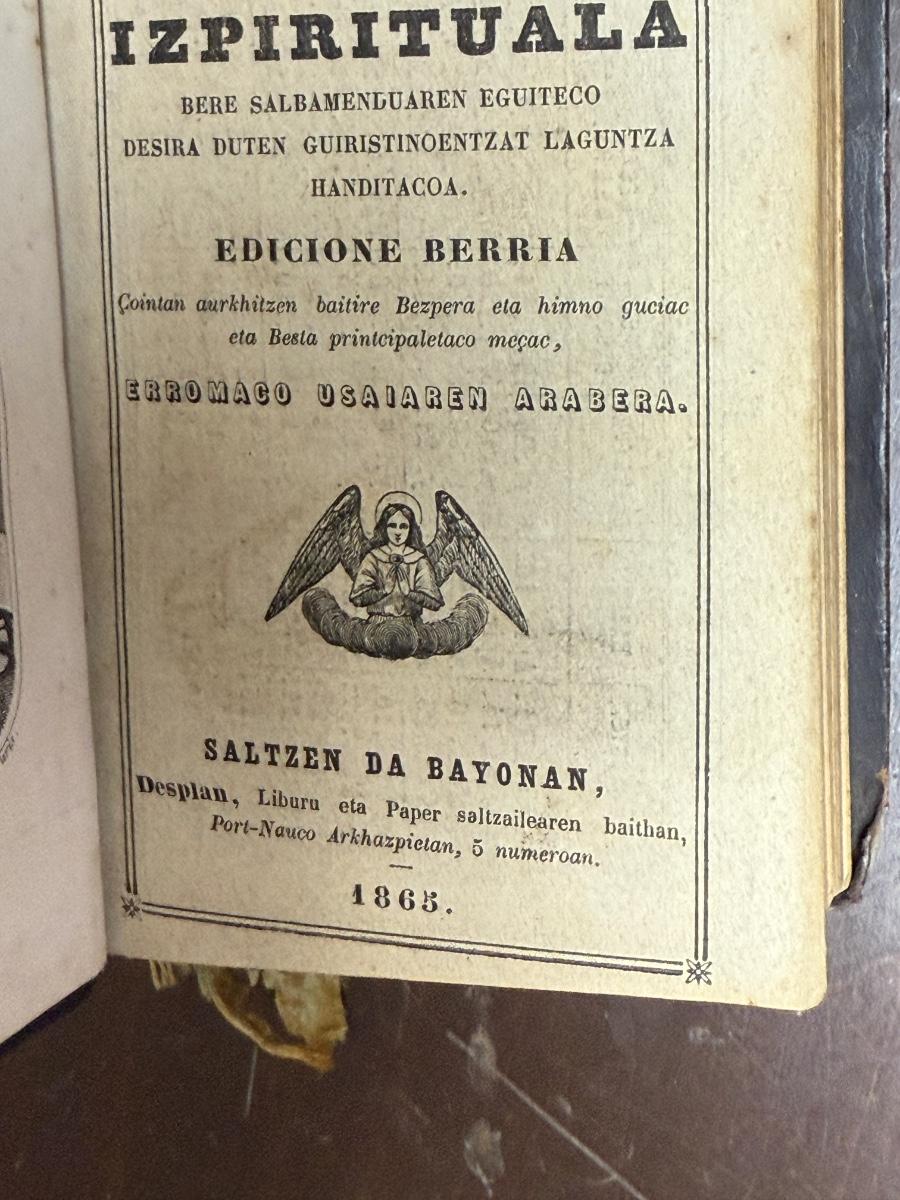 IZPIRITUALA
BERE SALBAMENDUAREN EGUITECO
DESIRA DUTEN GUIRISTINOENTZAT LAGUNTZA
HANDITACOA.
EDICIONE BERRIA
Çointan aurkhitzen baitire Bezpera eta himno guciac
eta Besta printcipaletaco meçac,
ERROMACO USAIAREN ARABERA.
SALTZEN DA BAYONAN,
Desplan, Liburu eta Paper saltzailearen baithan,
Port-Nauco Arkhazpietan, 5 numeroan.
1865.